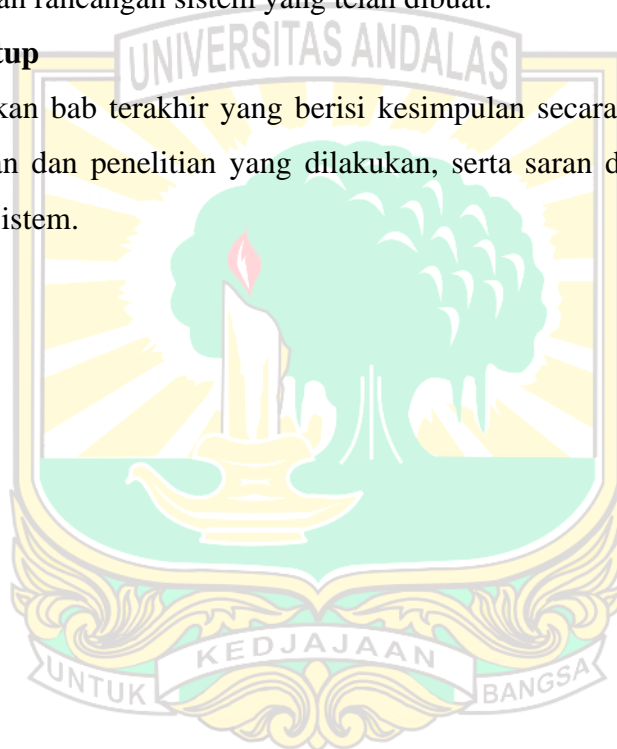 an rancangan sistem yang telah dibuat.
UNIVERSITAS ANDALAS
tup
kan bab terakhir yang berisi kesimpulan secara
an dan penelitian yang dilakukan, serta saran d
istem.
UNTUK KEDJAJAAN BANGSA